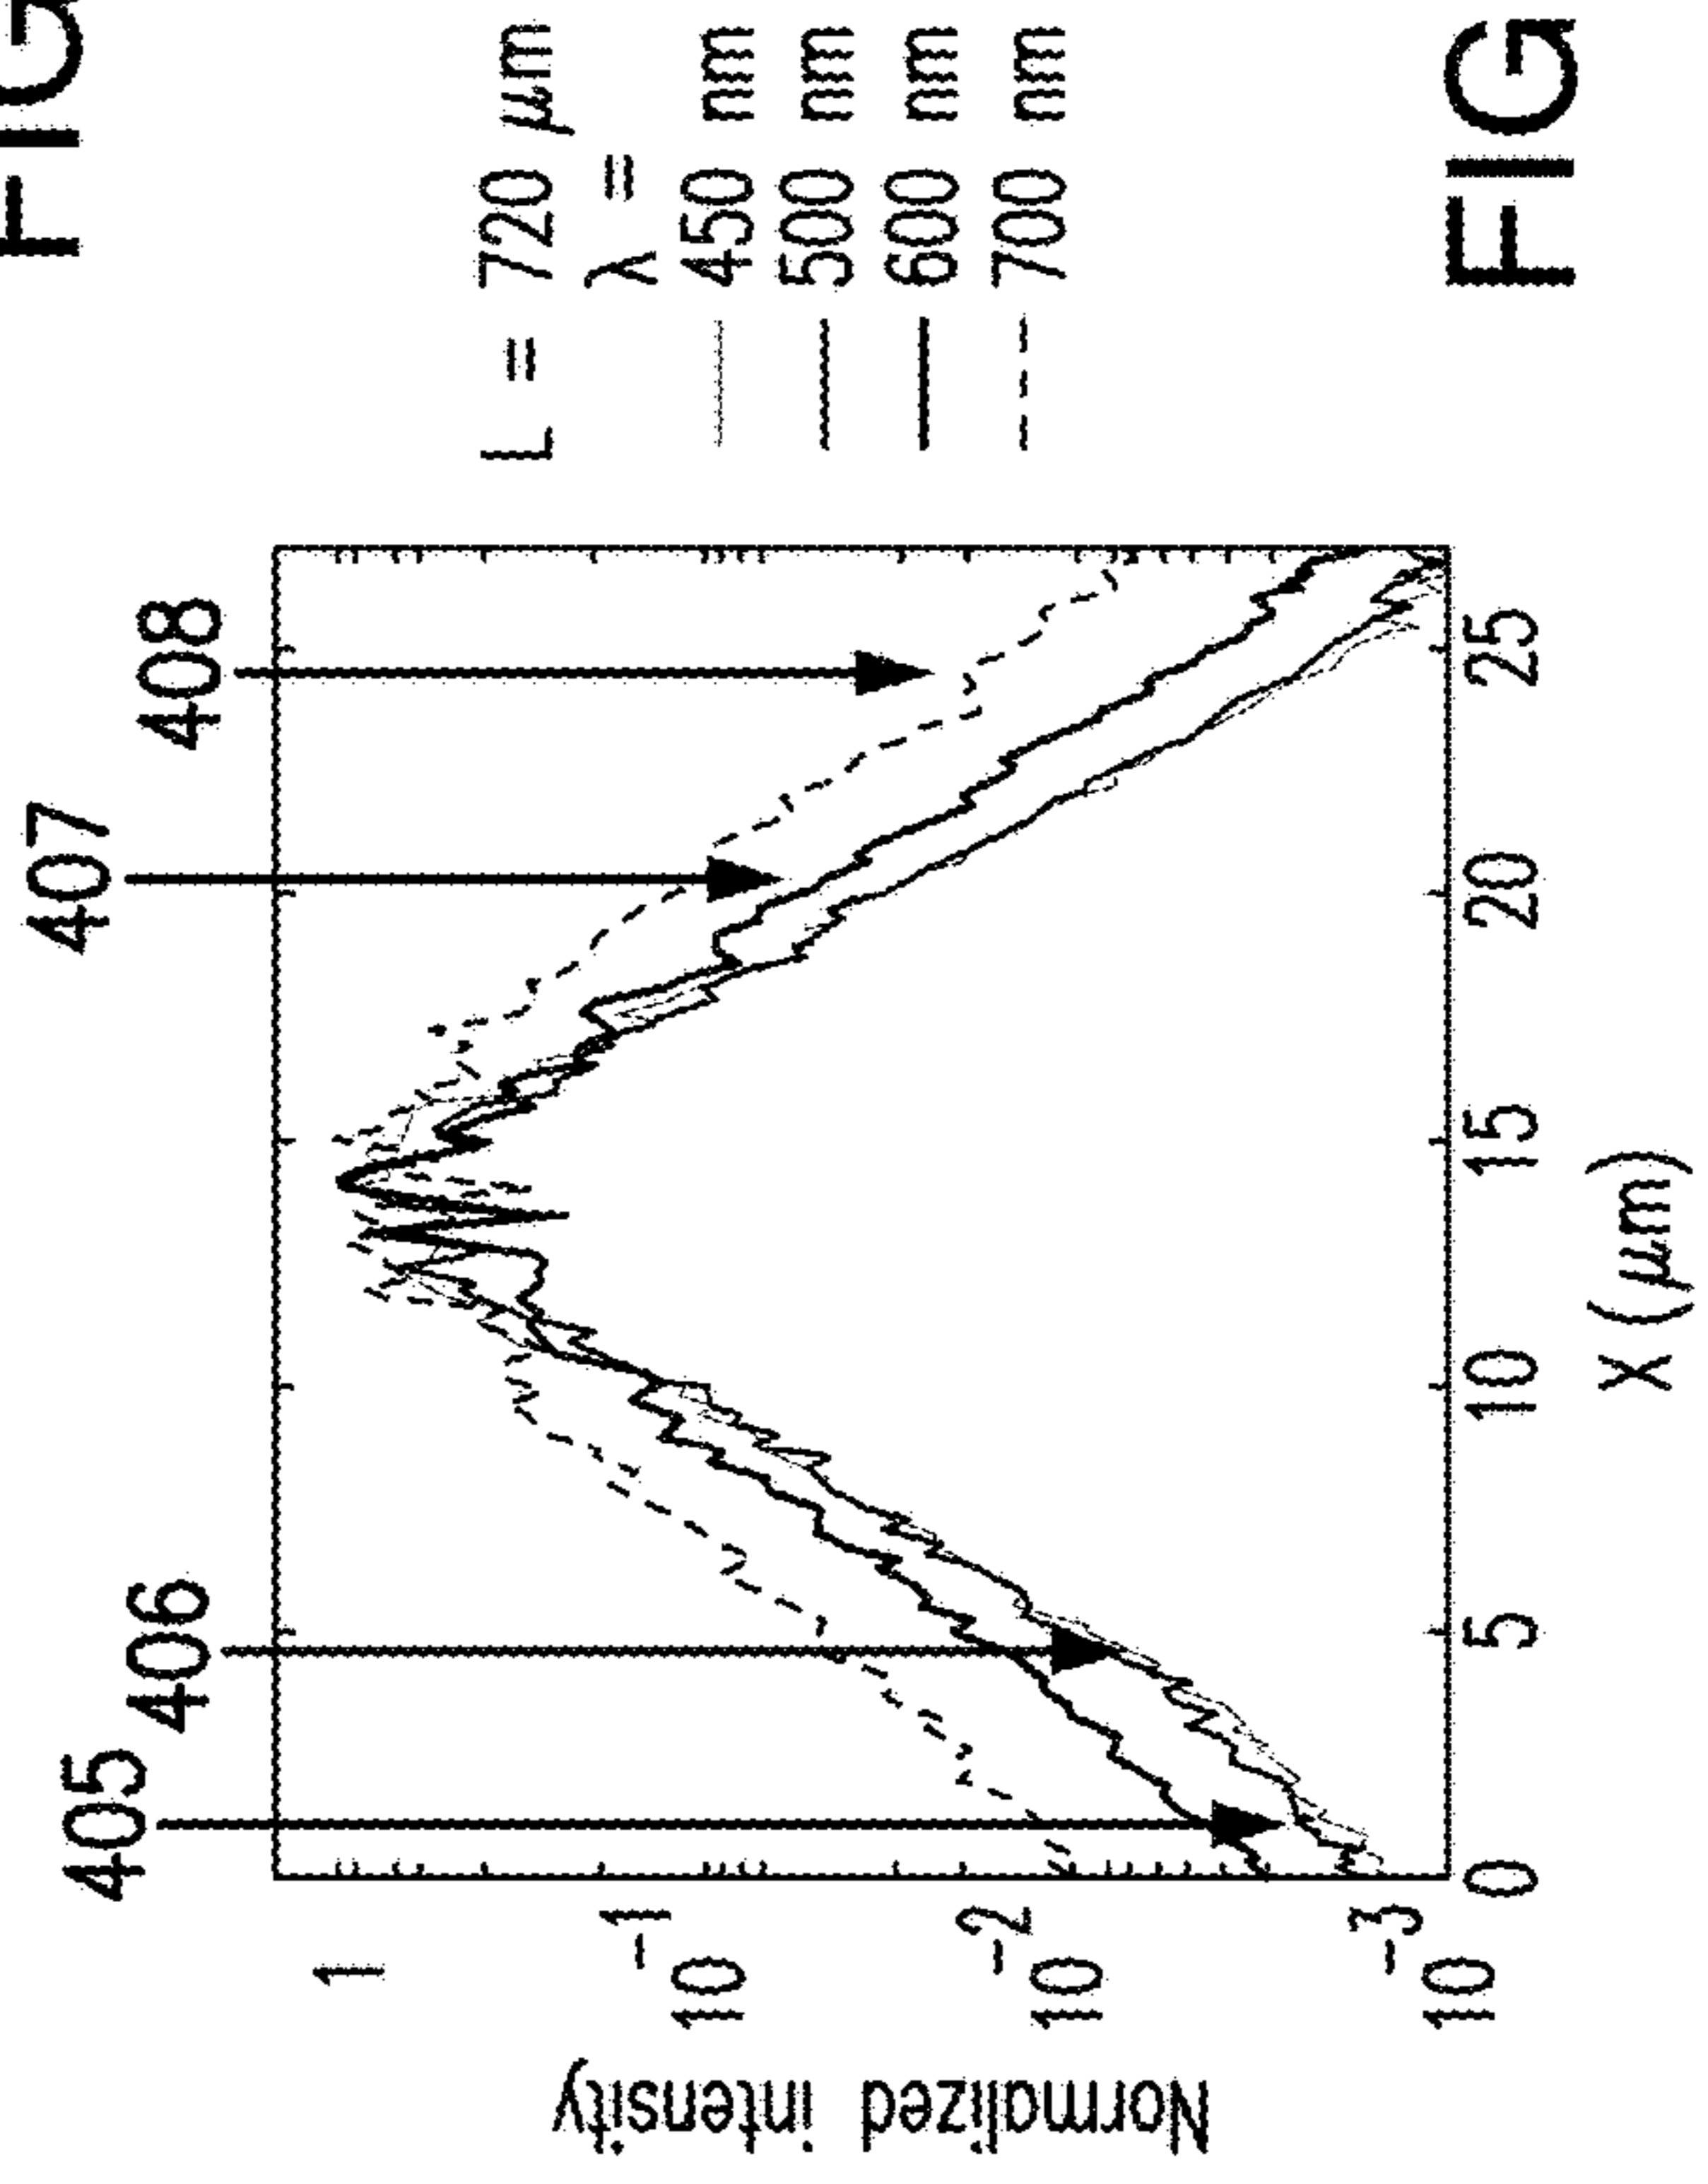 FIG
407
408
406
405
L = 720 μm
λ =
450 nm
500 nm
600 nm
700 nm
Normalized intensity
1
10⁻¹
10⁻²
10⁻³
0 5 10 15 20 25
X (μm)
FIG